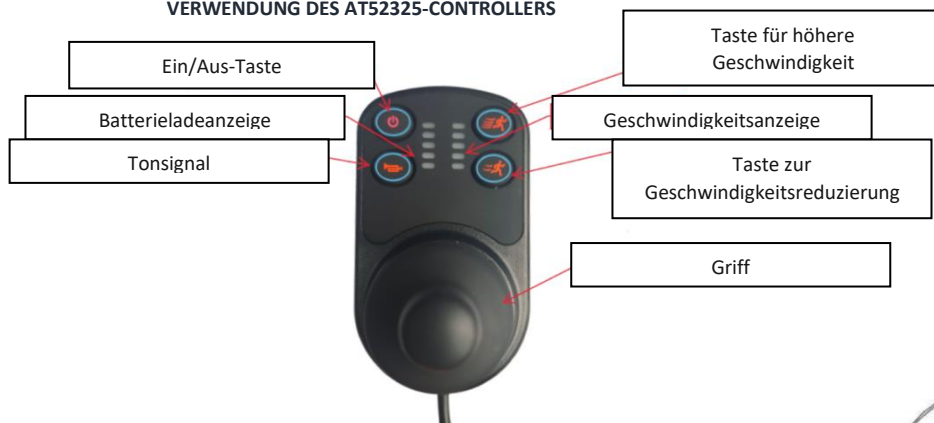 VERWENDUNG DES AT52325-CONTROLLERS
Taste für höhere
Geschwindigkeit
Ein/Aus-Taste
Batterieladeanzeige
Geschwindigkeitsanzeige
Tonsignal
Taste zur
Geschwindigkeitsreduzierung
Griff